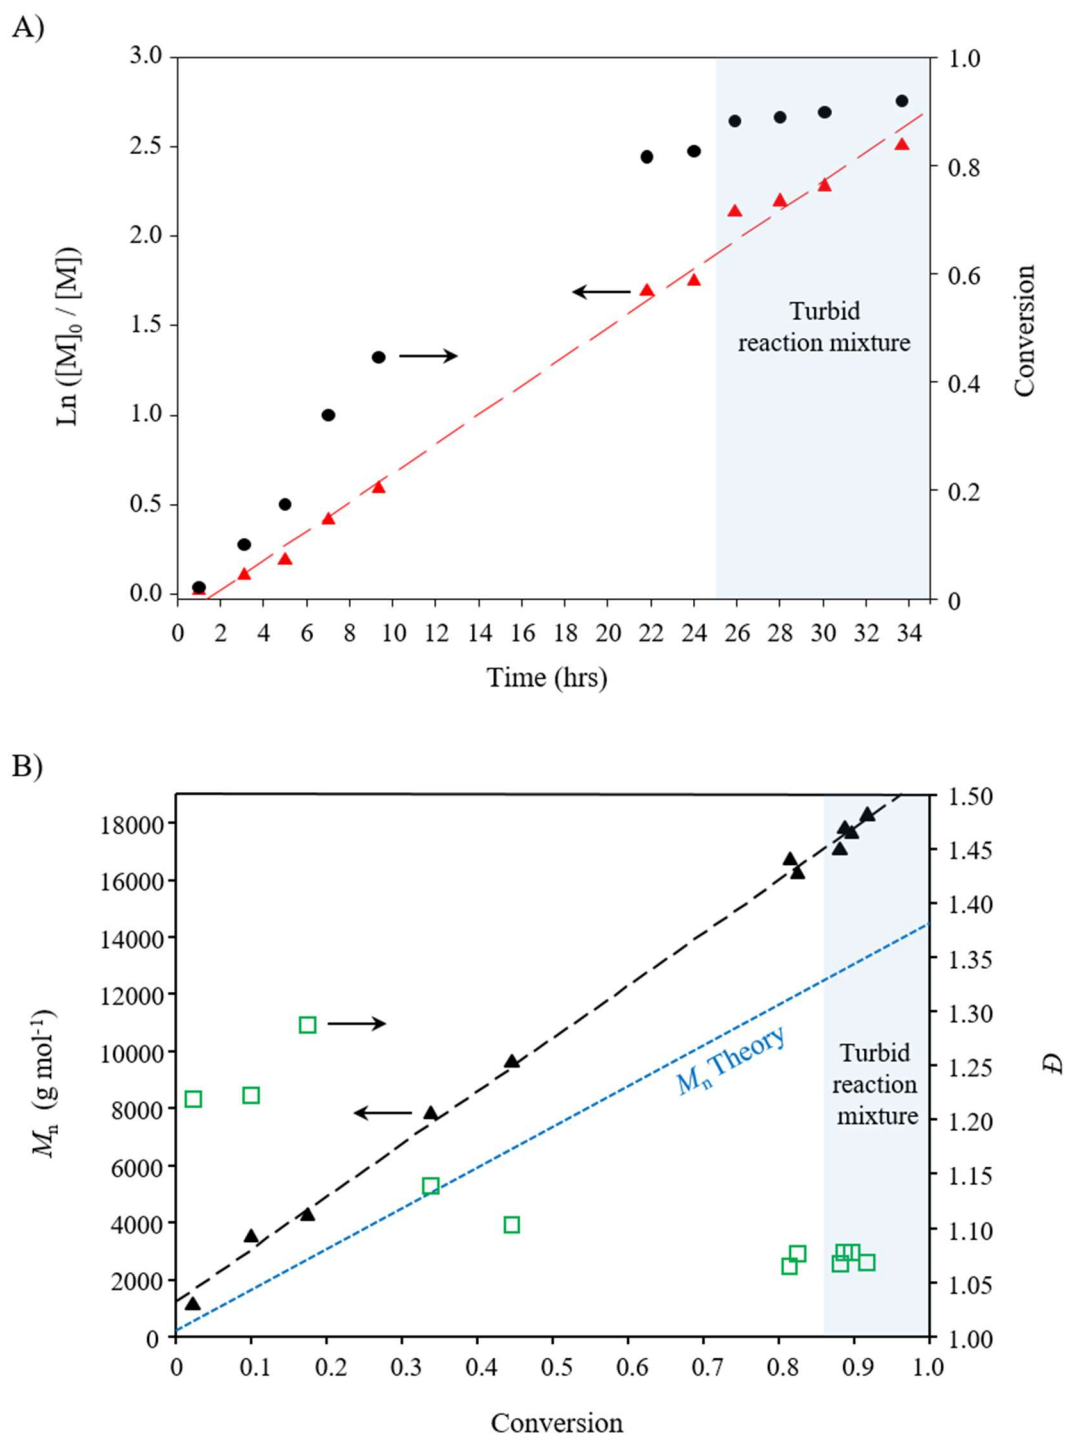 A)
3.0
2.5
2.0
1.5
1.0
0.5
0.0
Ln ([M]₀ / [M])
1.0
0.8
0.6
0.4
0.2
0
Conversion
Turbid
reaction mixture
0 2 4 6 8 10 12 14 16 18 20 22 24 26 28 30 32 34
Time (hrs)
B)
18000
16000
14000
12000
10000
8000
6000
4000
2000
0
Mₙ (g mol⁻¹)
1.50
1.45
1.40
1.35
1.30
1.25
1.20
1.15
1.10
1.05
1.00
Đ
Mₙ Theory
Turbid
reaction
mixture
0 0.1 0.2 0.3 0.4 0.5 0.6 0.7 0.8 0.9 1.0
Conversion